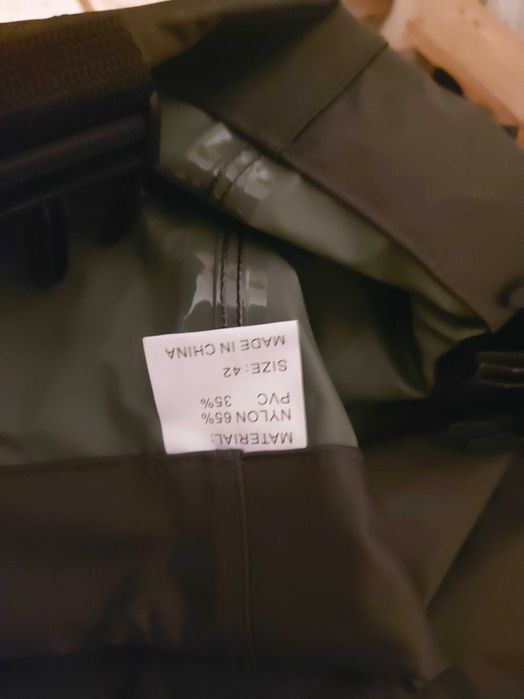 MATERIAL:
NYLON 65%
PVC 35%
SIZE: 42
MADE IN CHINA